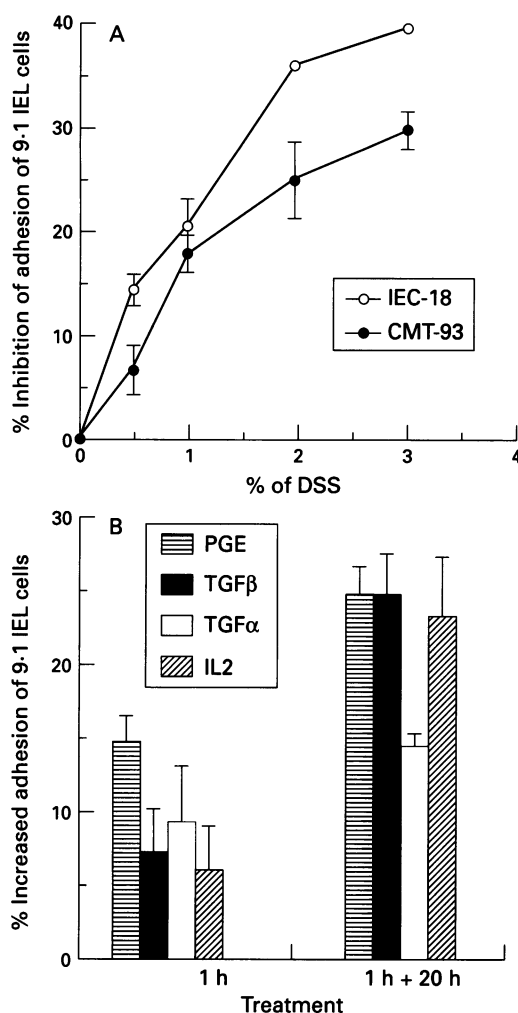 A
% Inhibition of adhesion of 9·1 IEL cells
40
30
20
10
0
0 1 2 3 4
% of DSS
IEC-18
CMT-93
B
% Increased adhesion of 9·1 IEL cells
30
20
10
0
PGE
TGFβ
TGFα
IL2
1 h 1 h + 20 h
Treatment